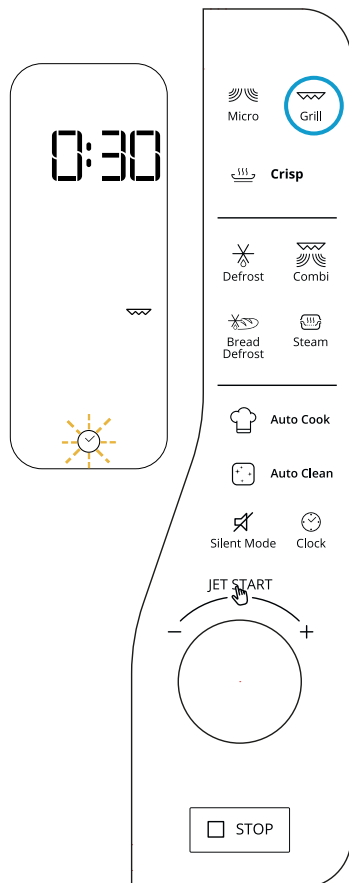 0:30
Micro Grill
Crisp
Defrost Combi
Bread Steam
Defrost
Auto Cook
Auto Clean
Silent Mode Clock
JET START
− +
STOP